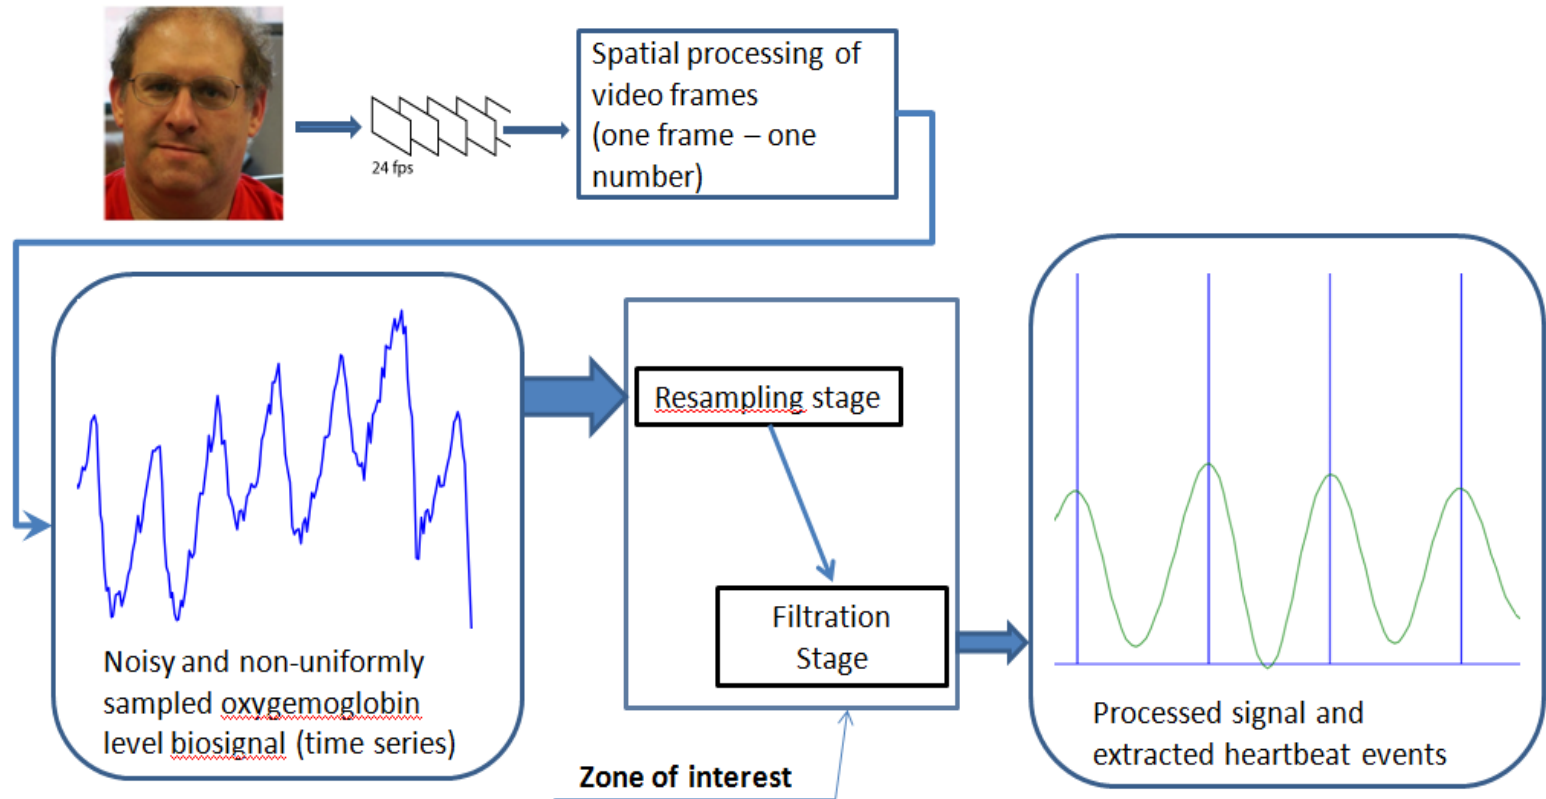 Spatial processing of
video frames
(one frame – one
number)
24 fps
Resampling stage
Filtration
Stage
Noisy and non-uniformly
sampled oxygemoglobin
level biosignal (time series)
Processed signal and
extracted heartbeat events
Zone of interest